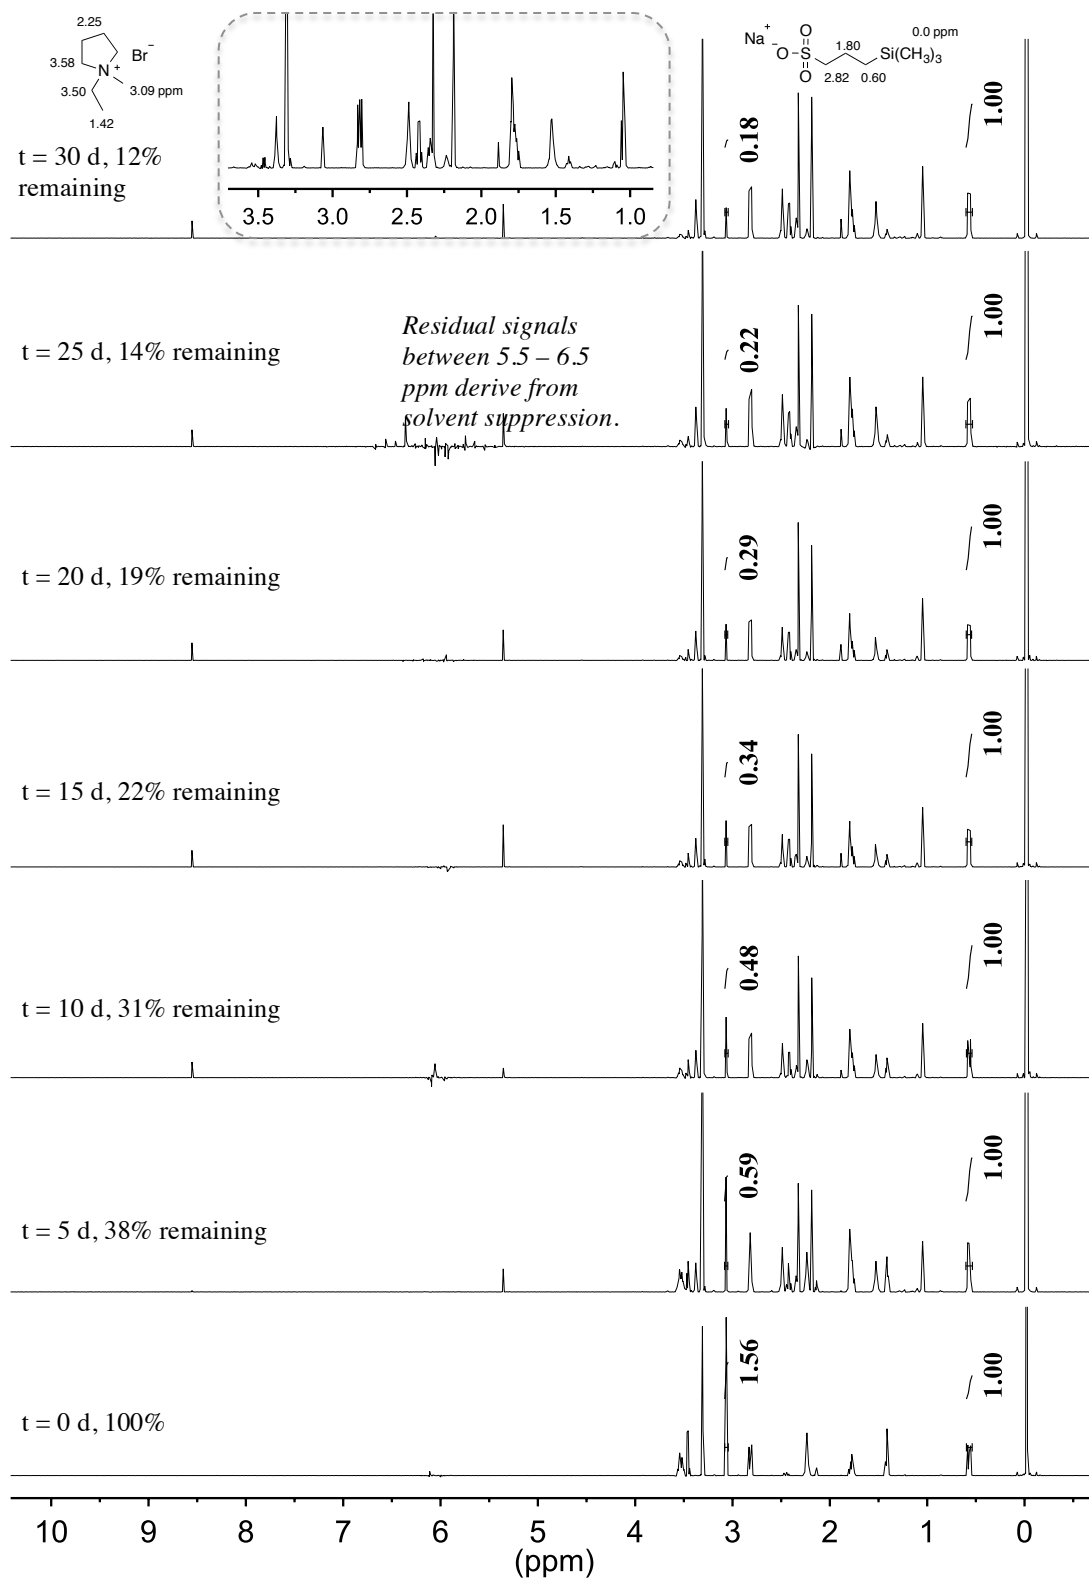 2.25
3.58
N
+
Br−
3.50
3.09 ppm
1.42
t = 30 d, 12%
remaining
3.5 3.0 2.5 2.0 1.5 1.0
Na+
−O
O
S
O
1.80
2.82
0.60
Si(CH3)3
0.0 ppm
0.18
1.00
t = 25 d, 14% remaining
Residual signals
between 5.5 – 6.5
ppm derive from
solvent suppression.
0.22
1.00
t = 20 d, 19% remaining
0.29
1.00
t = 15 d, 22% remaining
0.34
1.00
t = 10 d, 31% remaining
0.48
1.00
t = 5 d, 38% remaining
0.59
1.00
t = 0 d, 100%
1.56
1.00
10 9 8 7 6 5 4 3 2 1 0
(ppm)